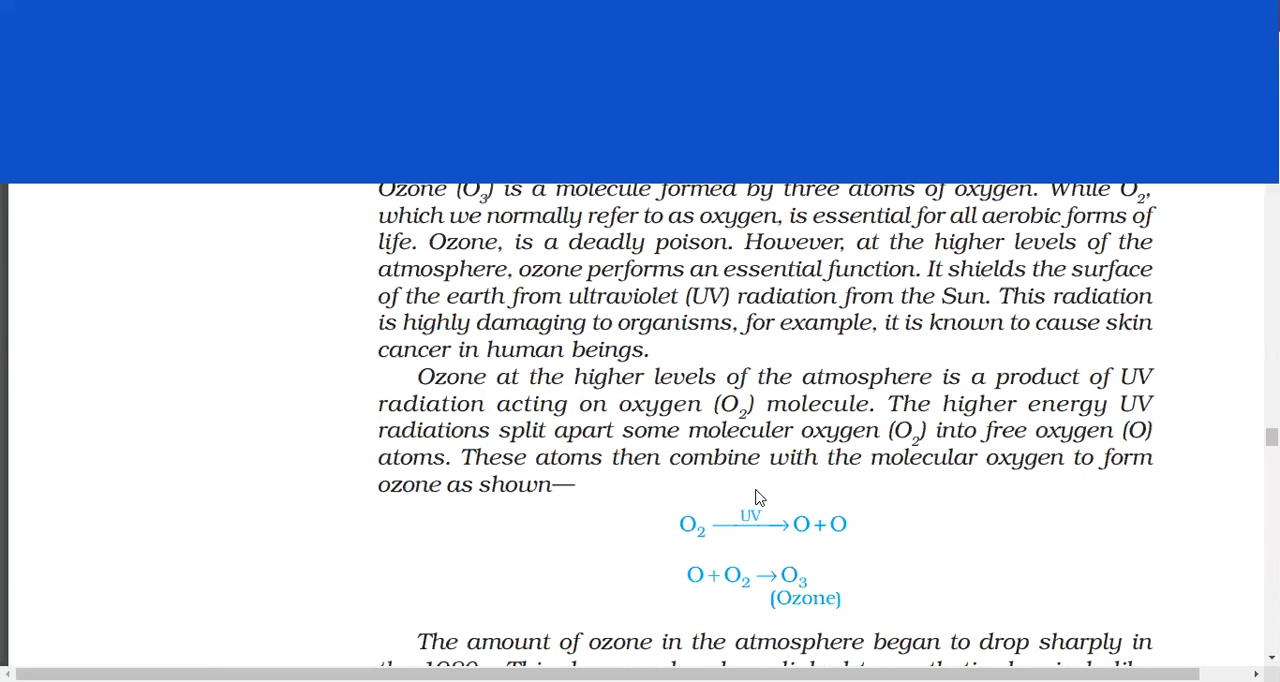 Ozone (O3) is a molecule formed by three atoms of oxygen. While O2,
which we normally refer to as oxygen, is essential for all aerobic forms of
life. Ozone, is a deadly poison. However, at the higher levels of the
atmosphere, ozone performs an essential function. It shields the surface
of the earth from ultraviolet (UV) radiation from the Sun. This radiation
is highly damaging to organisms, for example, it is known to cause skin
cancer in human beings.
Ozone at the higher levels of the atmosphere is a product of UV
radiation acting on oxygen (O2) molecule. The higher energy UV
radiations split apart some moleculer oxygen (O2) into free oxygen (O)
atoms. These atoms then combine with the molecular oxygen to form
ozone as shown—
O2 —UV→ O + O
O + O2 → O3
(Ozone)
The amount of ozone in the atmosphere began to drop sharply in